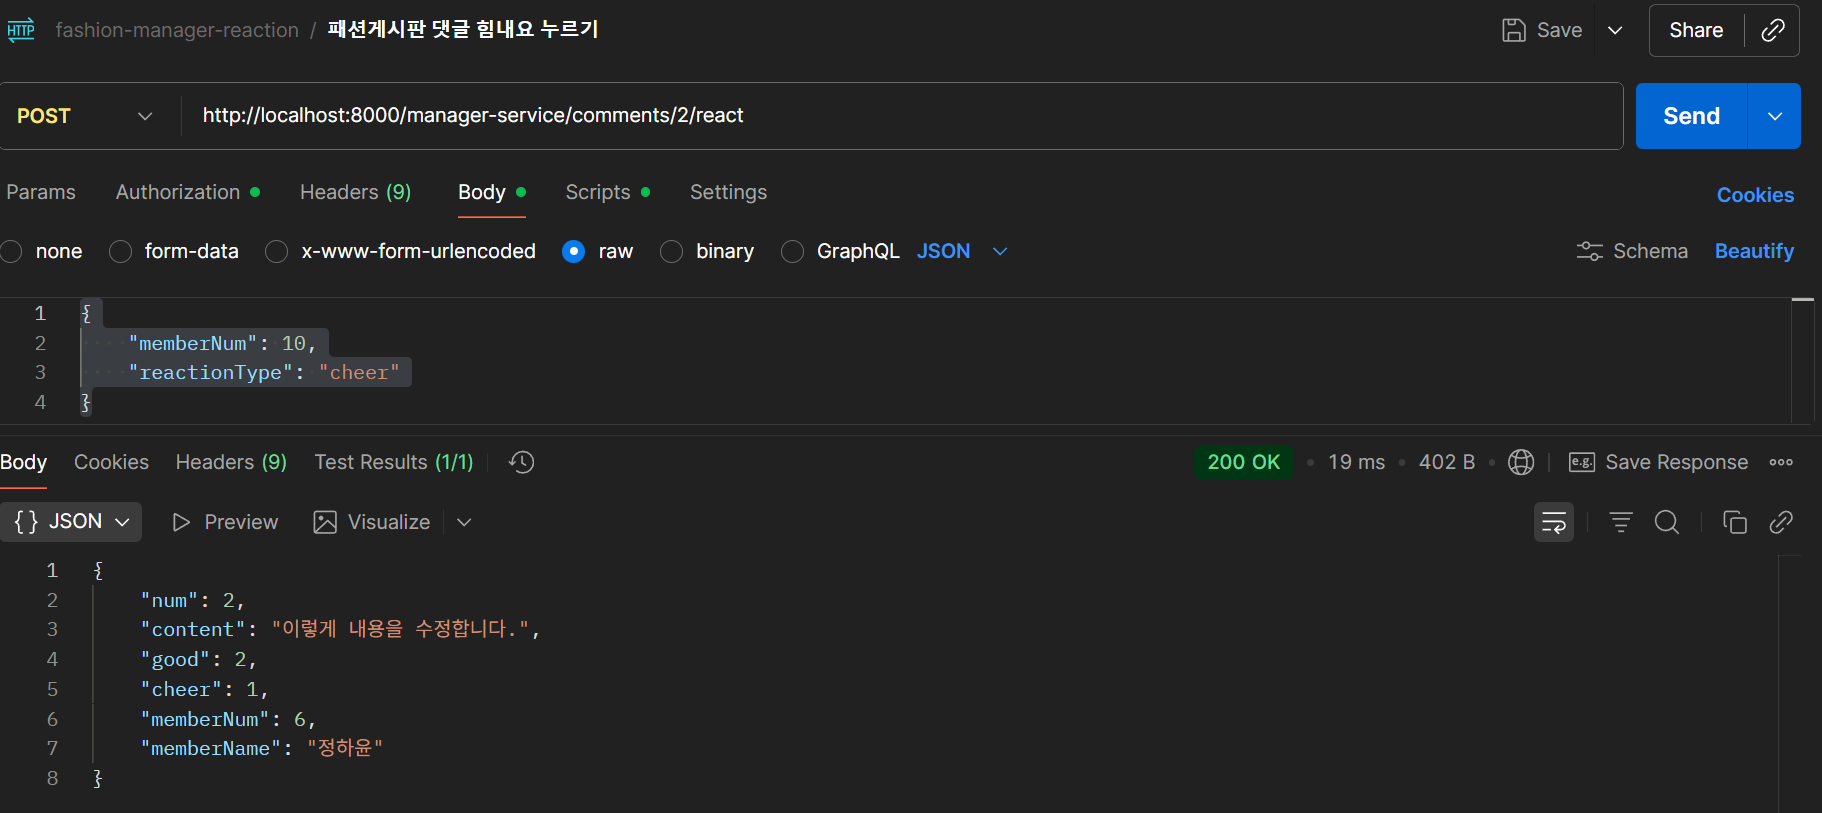 HTTP fashion-manager-reaction / 패션게시판 댓글 힘내요 누르기 Save Share
POST http://localhost:8000/manager-service/comments/2/react Send
Params Authorization Headers (9) Body Scripts Settings Cookies
none form-data x-www-form-urlencoded raw binary GraphQL JSON Schema Beautify
1 {
2 "memberNum": 10,
3 "reactionType": "cheer"
4 }
Body Cookies Headers (9) Test Results (1/1) 200 OK 19 ms 402 B e.g. Save Response
{} JSON Preview Visualize
1 {
2 "num": 2,
3 "content": "이렇게 내용을 수정합니다.",
4 "good": 2,
5 "cheer": 1,
6 "memberNum": 6,
7 "memberName": "정하윤"
8 }